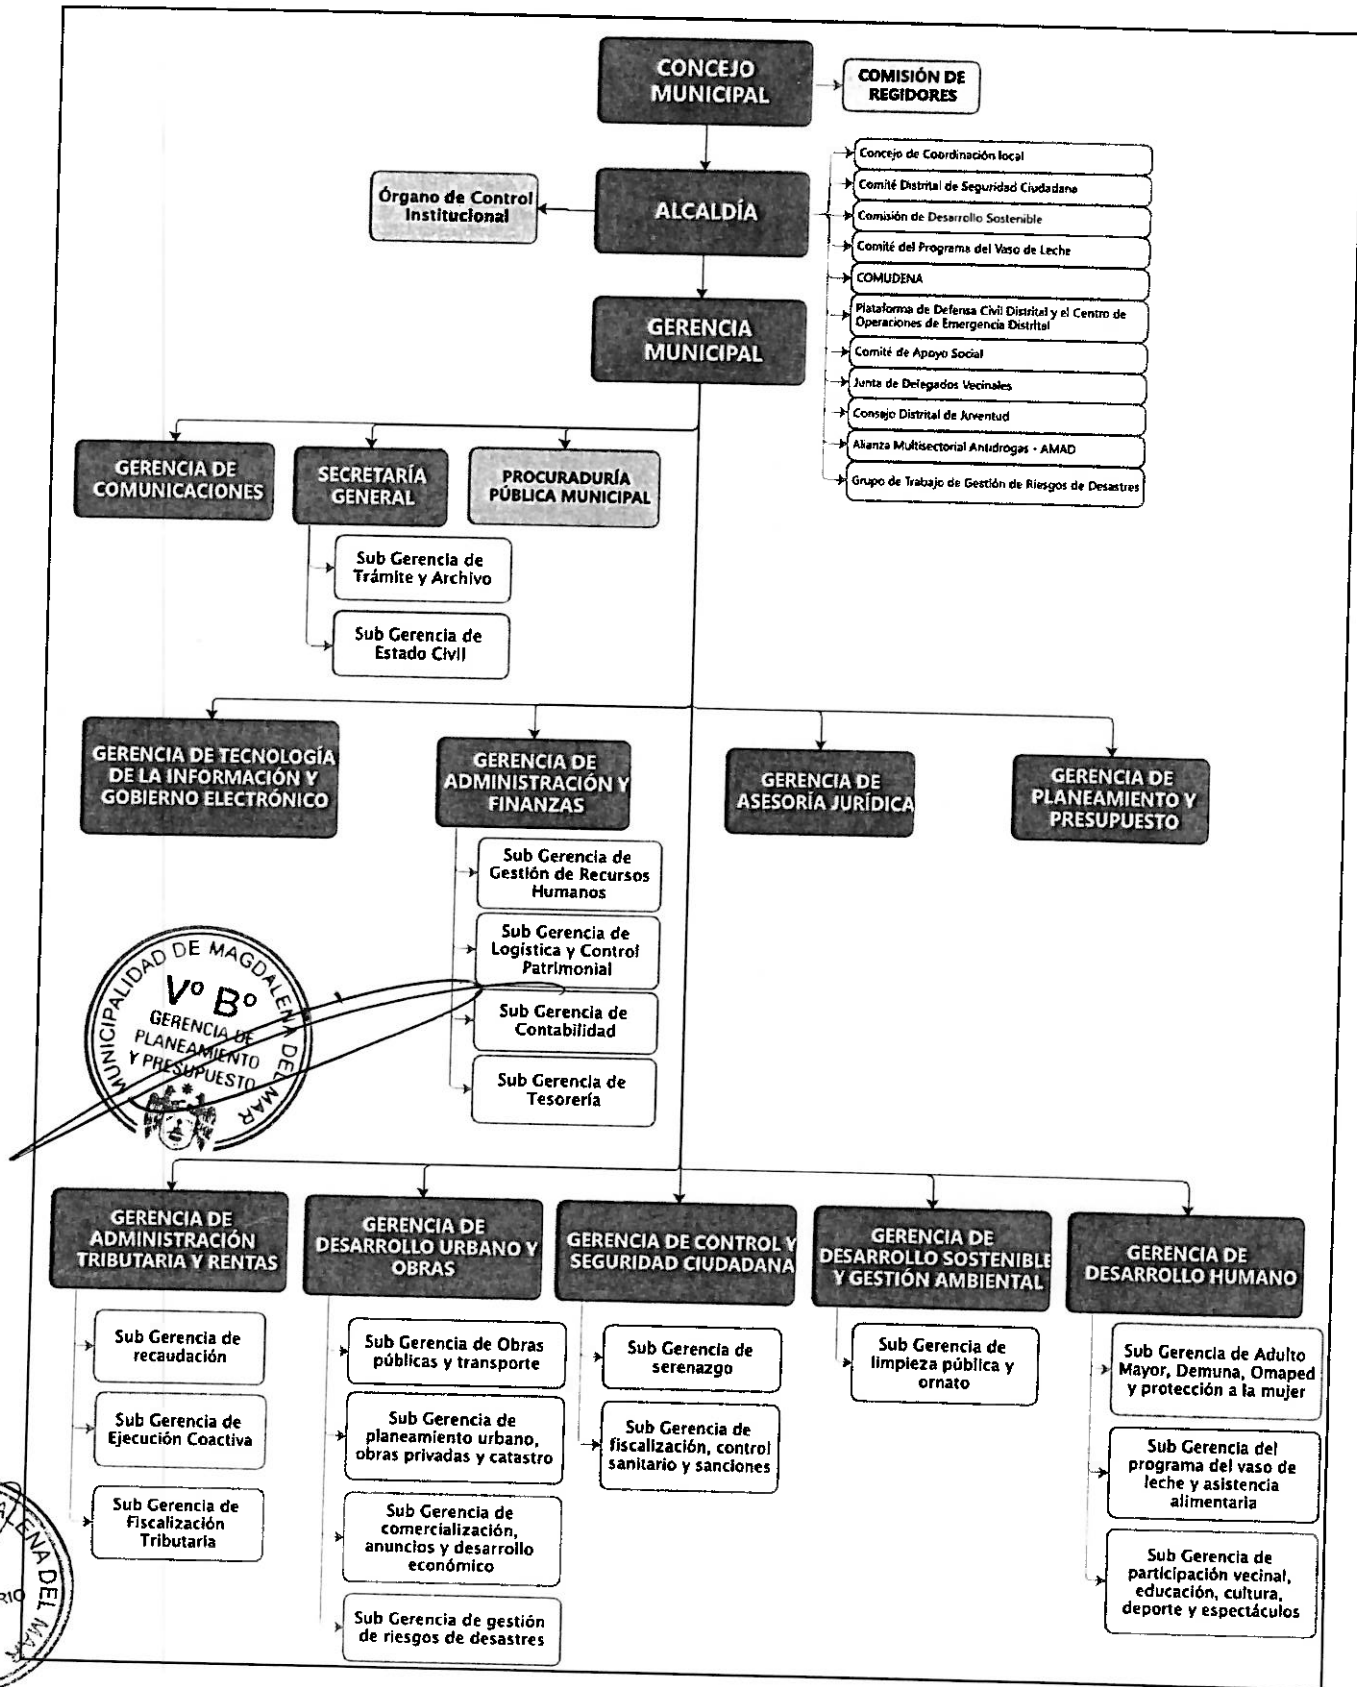 CONCEJO
MUNICIPAL
COMISIÓN DE
REGIDORES
Órgano de Control
Institucional
ALCALDÍA
Concejo de Coordinación local
Comité Distrital de Seguridad Ciudadana
Comisión de Desarrollo Sostenible
Comité del Programa del Vaso de Leche
COMUDENA
Plataforma de Defensa Civil Distrital y el Centro de
Operaciones de Emergencia Distrital
Comité de Apoyo Social
Junta de Delegados Vecinales
Consejo Distrital de Juventud
Alianza Multisectorial Antidrogas - AMAD
Grupo de Trabajo de Gestión de Riesgos de Desastres
GERENCIA
MUNICIPAL
GERENCIA DE
COMUNICACIONES
SECRETARÍA
GENERAL
PROCURADURÍA
PÚBLICA MUNICIPAL
Sub Gerencia de
Trámite y Archivo
Sub Gerencia de
Estado Civil
GERENCIA DE TECNOLOGÍA
DE LA INFORMACIÓN Y
GOBIERNO ELECTRÓNICO
GERENCIA DE
ADMINISTRACIÓN Y
FINANZAS
GERENCIA DE
ASESORÍA JURÍDICA
GERENCIA DE
PLANEAMIENTO Y
PRESUPUESTO
Sub Gerencia de
Gestión de Recursos
Humanos
Sub Gerencia de
Logística y Control
Patrimonial
Sub Gerencia de
Contabilidad
Sub Gerencia de
Tesorería
MUNICIPALIDAD DE MAGDALENA DEL MAR
Vº Bº
GERENCIA DE
PLANEAMIENTO
Y PRESUPUESTO
GERENCIA DE
ADMINISTRACIÓN
TRIBUTARIA Y RENTAS
Sub Gerencia de
recaudación
Sub Gerencia de
Ejecución Coactiva
Sub Gerencia de
Fiscalización
Tributaria
GERENCIA DE
DESARROLLO URBANO Y
OBRAS
Sub Gerencia de Obras
públicas y transporte
Sub Gerencia de
planeamiento urbano,
obras privadas y catastro
Sub Gerencia de
comercialización,
anuncios y desarrollo
económico
Sub Gerencia de gestión
de riesgos de desastres
GERENCIA DE CONTROL Y
SEGURIDAD CIUDADANA
Sub Gerencia de
serenazgo
Sub Gerencia de
fiscalización, control
sanitario y sanciones
GERENCIA DE
DESARROLLO SOSTENIBLE
Y GESTIÓN AMBIENTAL
Sub Gerencia de
limpieza pública y
ornato
GERENCIA DE
DESARROLLO HUMANO
Sub Gerencia de Adulto
Mayor, Demuna, Omaped
y protección a la mujer
Sub Gerencia del
programa del vaso de
leche y asistencia
alimentaria
Sub Gerencia de
participación vecinal,
educación, cultura,
deporte y espectáculos
DEL MAR